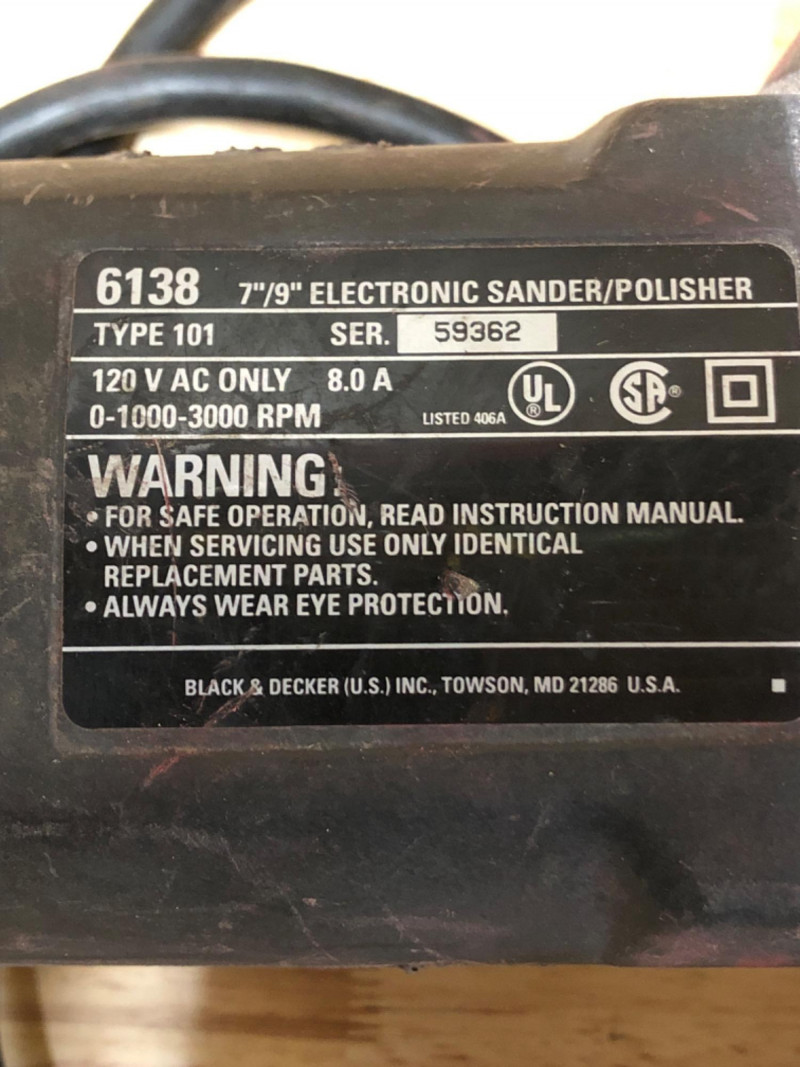 6138 7"/9" ELECTRONIC SANDER/POLISHER
TYPE 101 SER. 59362
120 V AC ONLY 8.0 A
0-1000-3000 RPM LISTED 406A UL® SA®
WARNING!
• FOR SAFE OPERATION, READ INSTRUCTION MANUAL.
• WHEN SERVICING USE ONLY IDENTICAL
REPLACEMENT PARTS.
• ALWAYS WEAR EYE PROTECTION.
BLACK & DECKER (U.S.) INC., TOWSON, MD 21286 U.S.A.